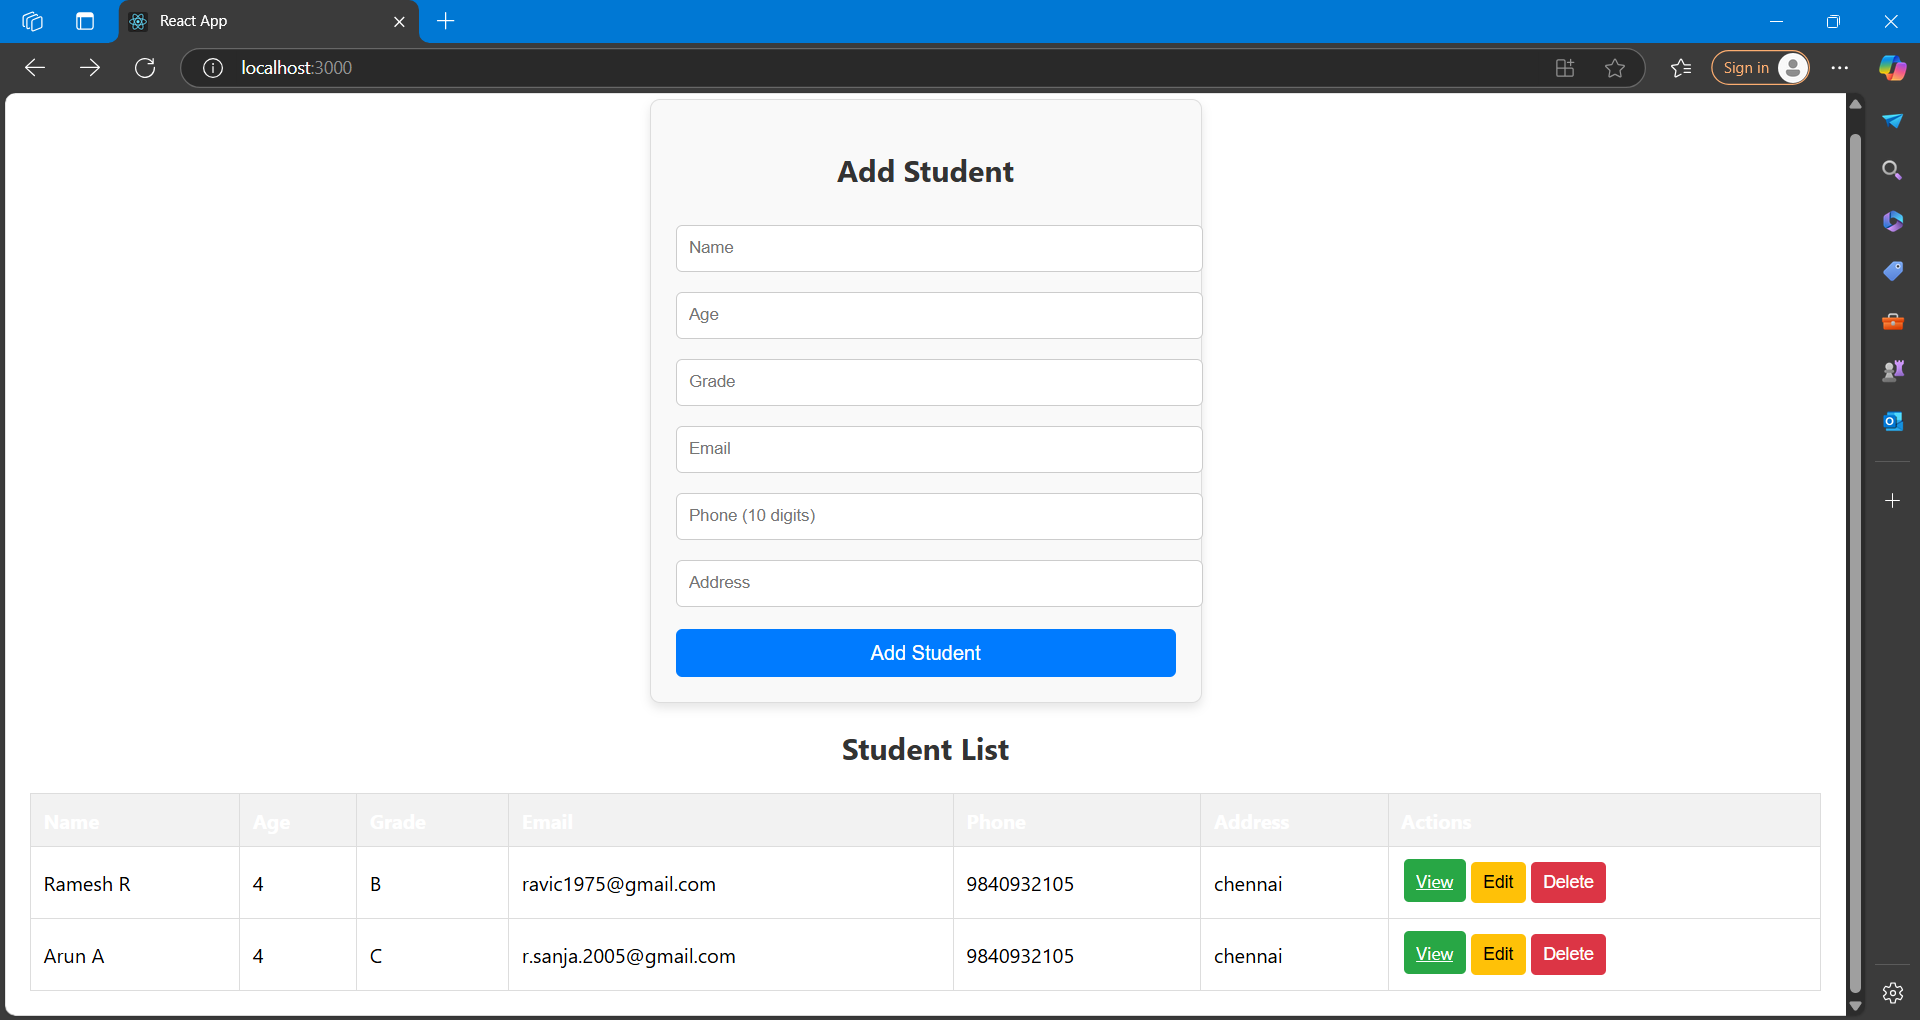 React App
localhost:3000
Sign in
Add Student
Name
Age
Grade
Email
Phone (10 digits)
Address
Add Student
Student List
Name Age Grade Email Phone Address Actions
Ramesh R 4 B ravic1975@gmail.com 9840932105 chennai View Edit Delete
Arun A 4 C r.sanja.2005@gmail.com 9840932105 chennai View Edit Delete